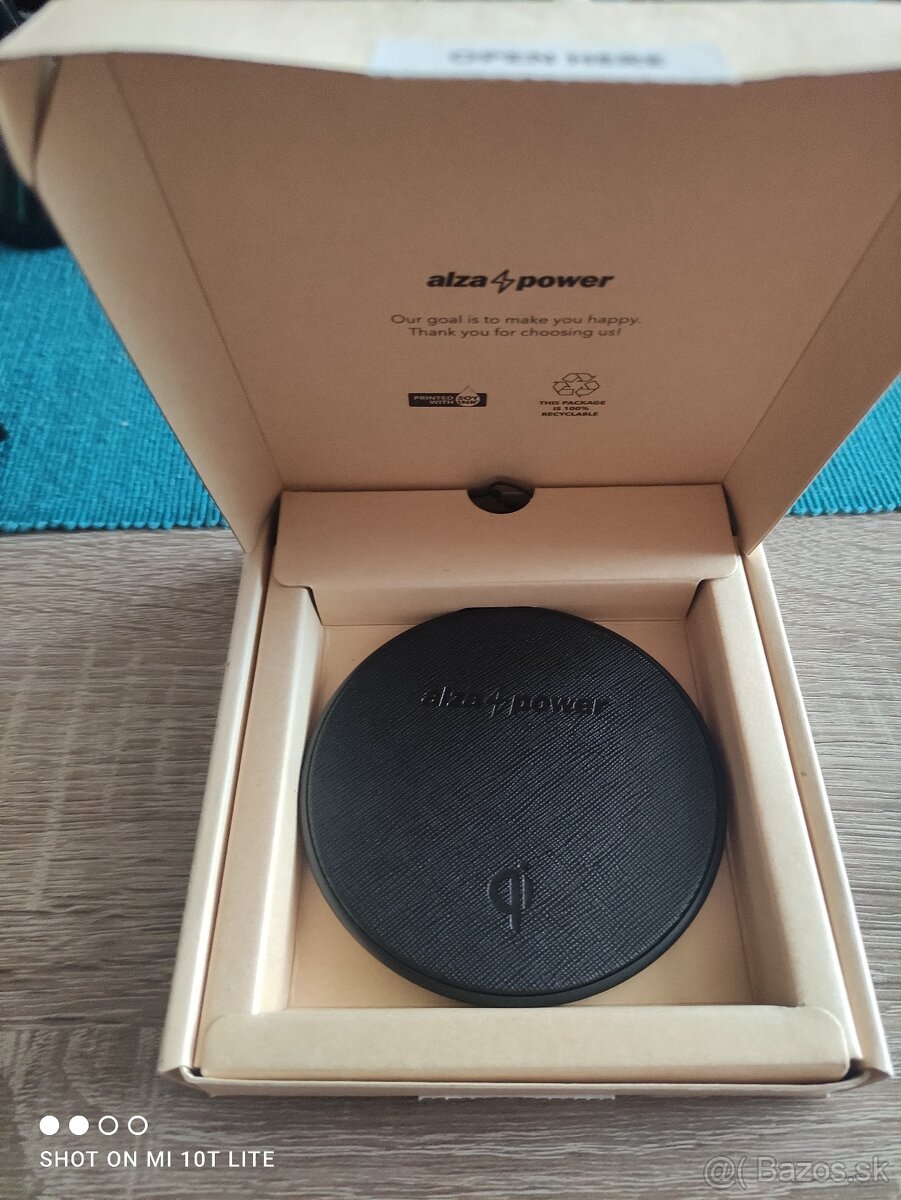 OPEN HERE
alza power
Our goal is to make you happy.
Thank you for choosing us!
PRINTED WITH
SOY INK
THIS PACKAGE
IS 100%
RECYCLABLE
alza power
SHOT ON MI 10T LITE
@( Bazos.sk